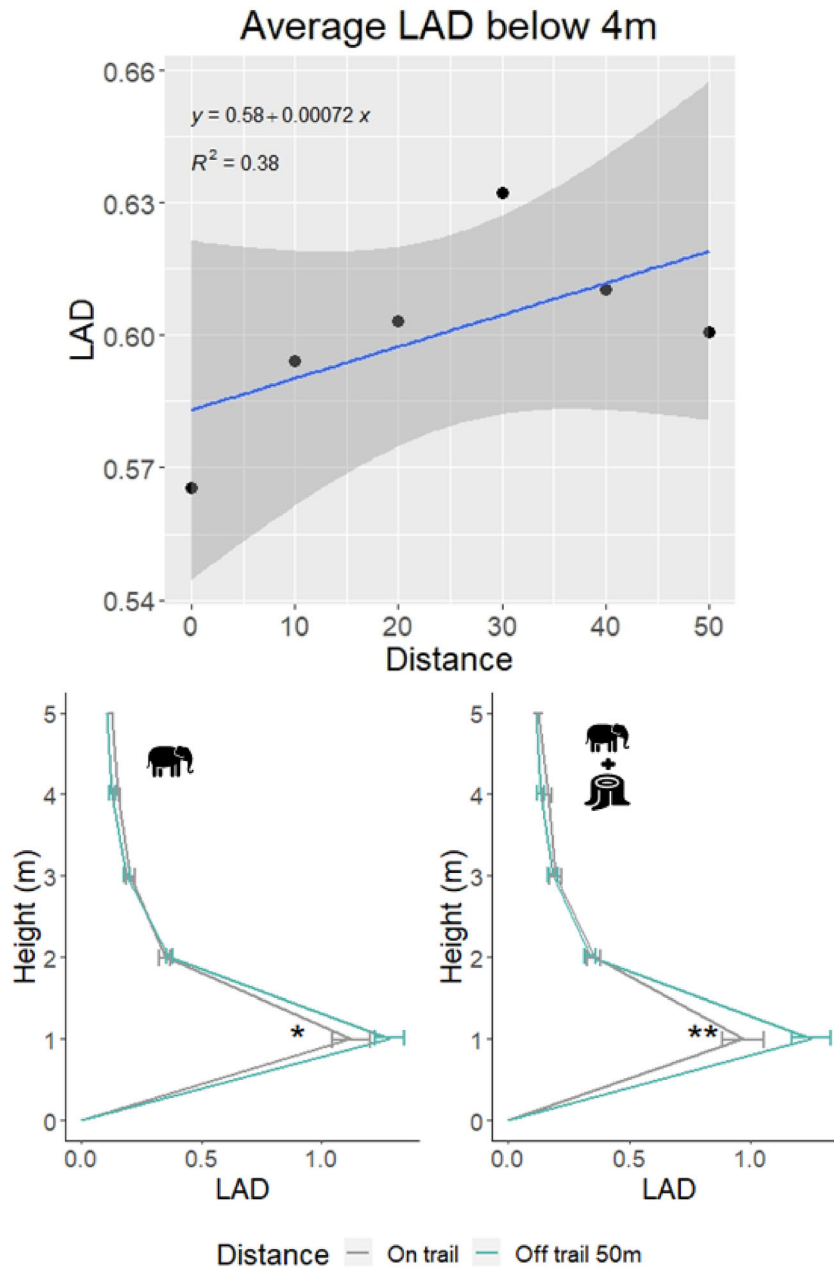 Average LAD below 4m
y = 0.58 + 0.00072 x
R² = 0.38
LAD
0.66
0.63
0.60
0.57
0.54
0 10 20 30 40 50
Distance
Height (m)
5
4
3
2
1
0
*
0.0 0.5 1.0
LAD
Height (m)
5
4
3
2
1
0
+
**
0.0 0.5 1.0
LAD
Distance On trail Off trail 50m